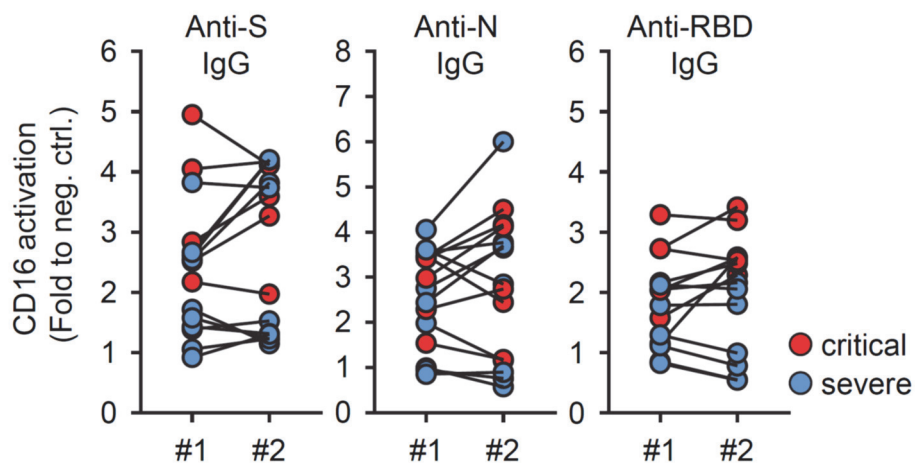 Anti-S
IgG
Anti-N
IgG
Anti-RBD
IgG
CD16 activation
(Fold to neg. ctrl.)
6
5
4
3
2
1
0
#1 #2
8
7
6
5
4
3
2
1
0
#1 #2
6
5
4
3
2
1
0
#1 #2
critical
severe